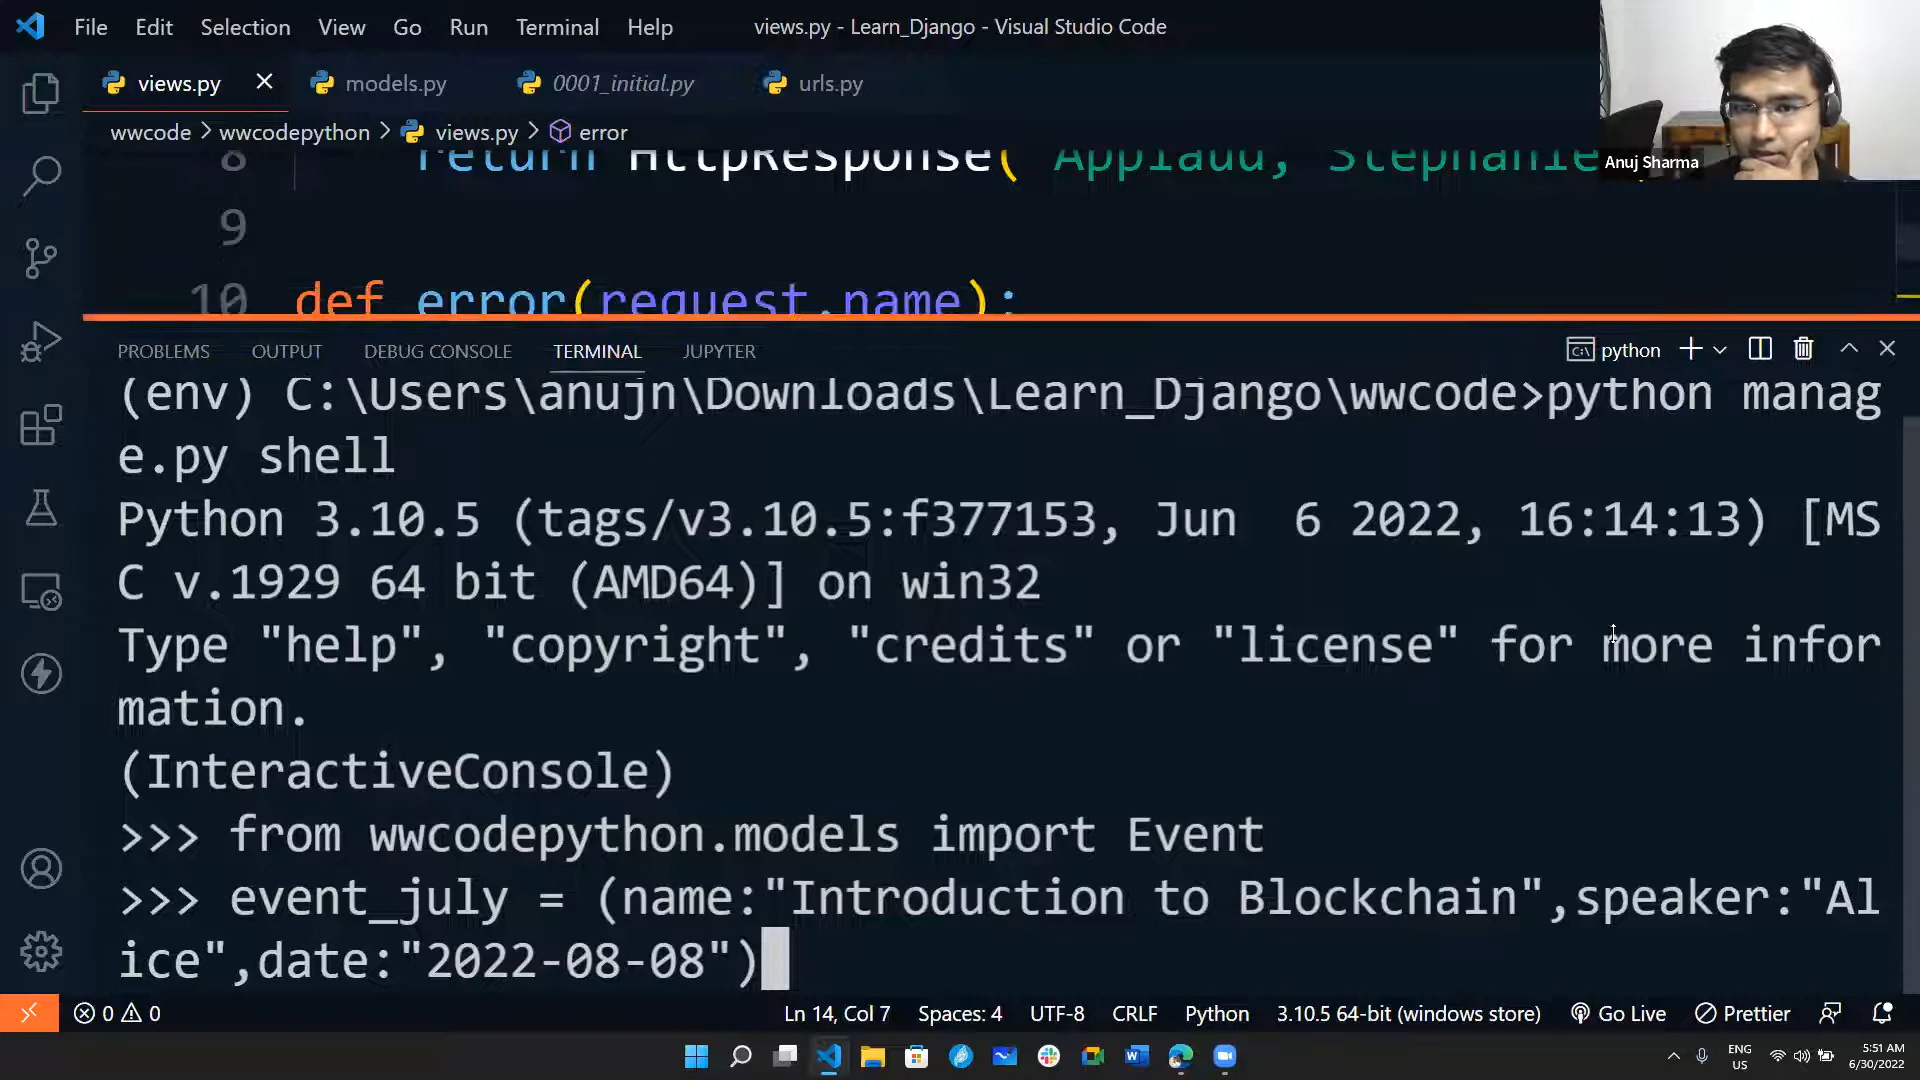 File Edit Selection View Go Run Terminal Help views.py - Learn_Django - Visual Studio Code
views.py models.py 0001_initial.py urls.py
wwcode > wwcodepython > views.py > error
Anuj Sharma
8 return HttpResponse( Applaud, Stephanie
9
10 def error(request,name):
PROBLEMS OUTPUT DEBUG CONSOLE TERMINAL JUPYTER python
(env) C:\Users\anujn\Downloads\Learn_Django\wwcode>python manag
e.py shell
Python 3.10.5 (tags/v3.10.5:f377153, Jun  6 2022, 16:14:13) [MS
C v.1929 64 bit (AMD64)] on win32
Type "help", "copyright", "credits" or "license" for more infor
mation.
(InteractiveConsole)
>>> from wwcodepython.models import Event
>>> event_july = (name:"Introduction to Blockchain",speaker:"Al
ice",date:"2022-08-08")
0 0 Ln 14, Col 7 Spaces: 4 UTF-8 CRLF Python 3.10.5 64-bit (windows store) Go Live Prettier
ENG
US
5:51 AM
6/30/2022